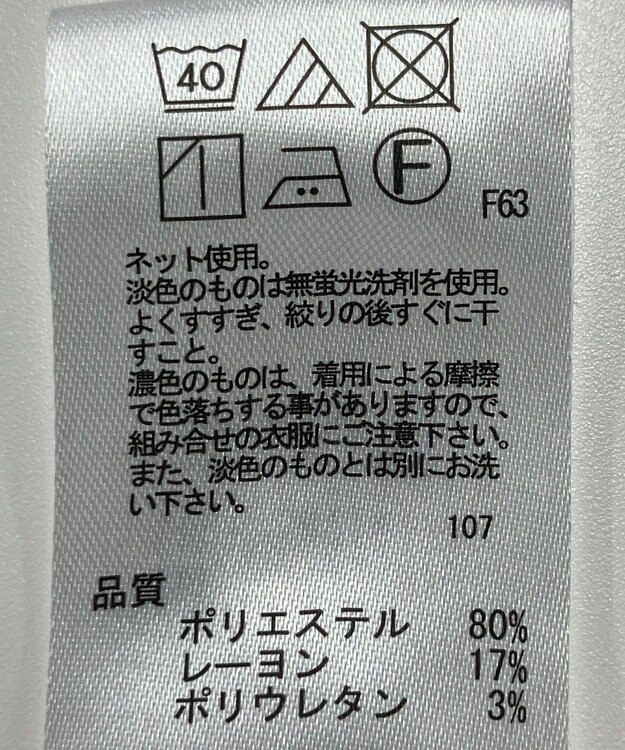 40
F
F63
ネット使用。
淡色のものは無蛍光洗剤を使用。
よくすすぎ、絞りの後すぐに干
すこと。
濃色のものは、着用による摩擦
で色落ちする事がありますので、
組み合せの衣服にご注意下さい。
また、淡色のものとは別にお洗
い下さい。
107
品質
ポリエステル 80%
レーヨン 17%
ポリウレタン 3%